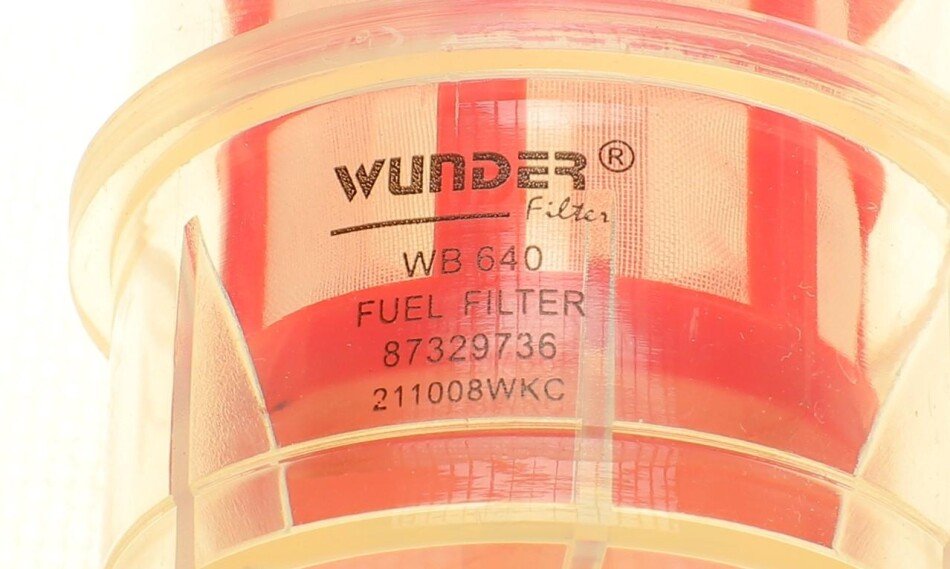 WUNDER®
Filter
WB 640
FUEL FILTER
87329736
211008WKC